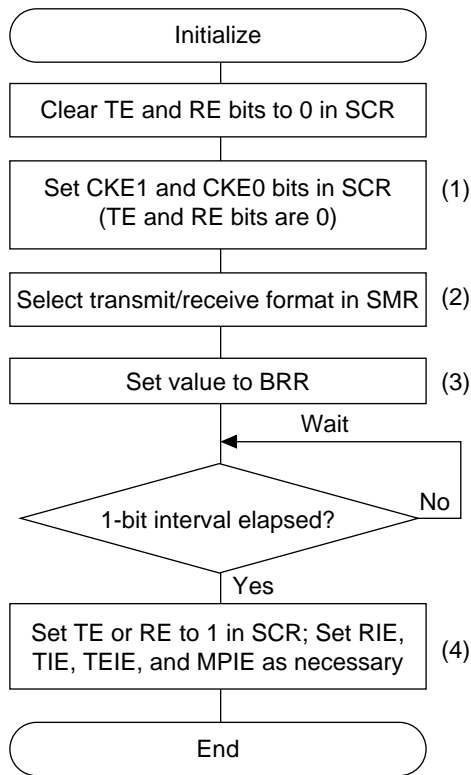 Initialize
Clear TE and RE bits to 0 in SCR
Set CKE1 and CKE0 bits in SCR
(TE and RE bits are 0)
(1)
Select transmit/receive format in SMR
(2)
Set value to BRR
(3)
Wait
1-bit interval elapsed?
No
Yes
Set TE or RE to 1 in SCR; Set RIE,
TIE, TEIE, and MPIE as necessary
(4)
End